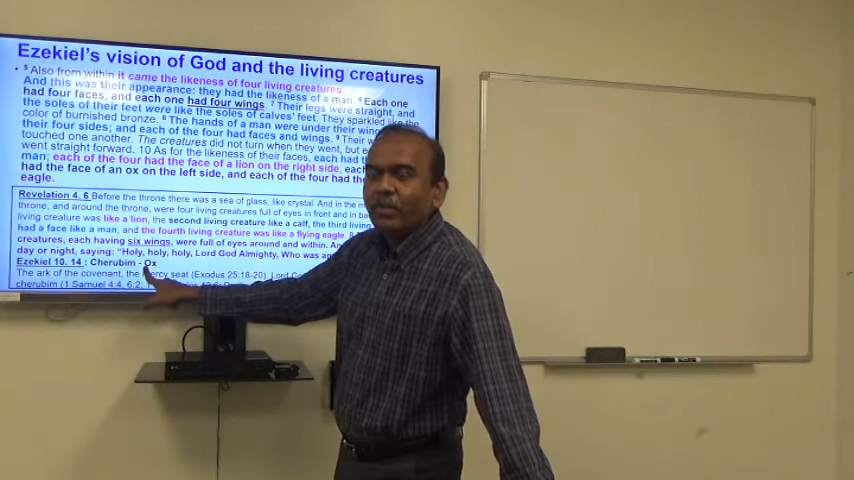 Ezekiel's vision of God and the living creatures
• 5 Also from within it came the likeness of four living creatures.
And this was their appearance: they had the likeness of a man. 6 Each one
had four faces, and each one had four wings. 7 Their legs were straight, and
the soles of their feet were like the soles of calves' feet. They sparkled like the
color of burnished bronze. 8 The hands of a man were under their wings
their four sides; and each of the four had faces and wings. 9 Their
touched one another. The creatures did not turn when they went, but
went straight forward. 10 As for the likeness of their faces, each had
man; each of the four had the face of a lion on the right side, each
had the face of an ox on the left side, and each of the four had the
eagle.
Revelation 4. 6 Before the throne there was a sea of glass, like crystal. And in the
throne, and around the throne, were four living creatures full of eyes in front and in
living creature was like a lion, the second living creature like a calf, the third living
had a face like a man, and the fourth living creature was like a flying eagle. 8
creatures, each having six wings, were full of eyes around and within. And
day or night, saying: "Holy, holy, holy, Lord God Almighty, Who was
Ezekiel 10. 14 : Cherubim - Ox
The ark of the covenant, the mercy seat (Exodus 25:18-20). Lord
cherubim (1 Samuel 4:4, 6:2;